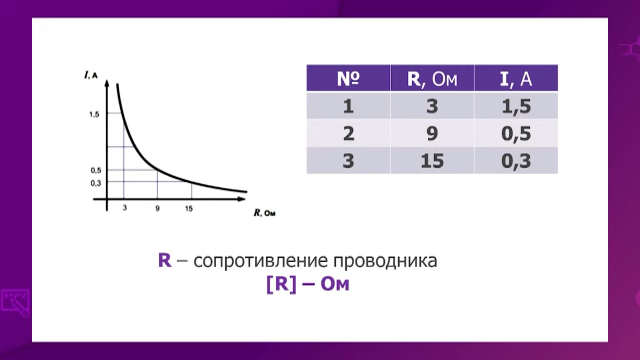 I, А
1,5
0,5
0,3
3 9 15
R, Ом
№ R, Ом I, А
1 3 1,5
2 9 0,5
3 15 0,3
R – сопротивление проводника
[R] – Ом